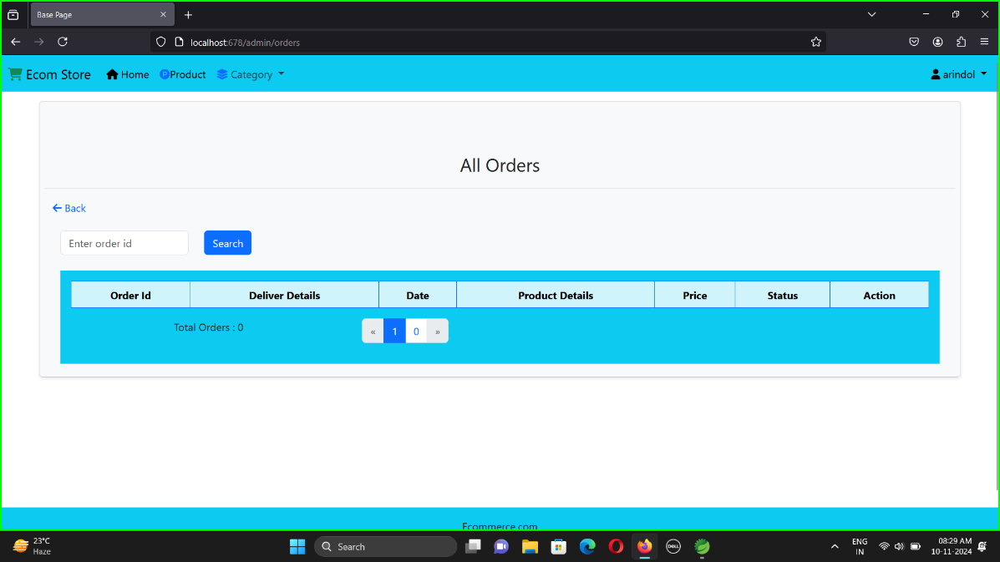 Base Page
localhost:678/admin/orders
Ecom Store Home P Product Category arindol
All Orders
Back
Enter order id Search
Order Id Deliver Details Date Product Details Price Status Action
Total Orders : 0 « 1 0 »
Ecommerce.com
23°C
Haze
Search
DELL
ENG
IN
08:29 AM
10-11-2024